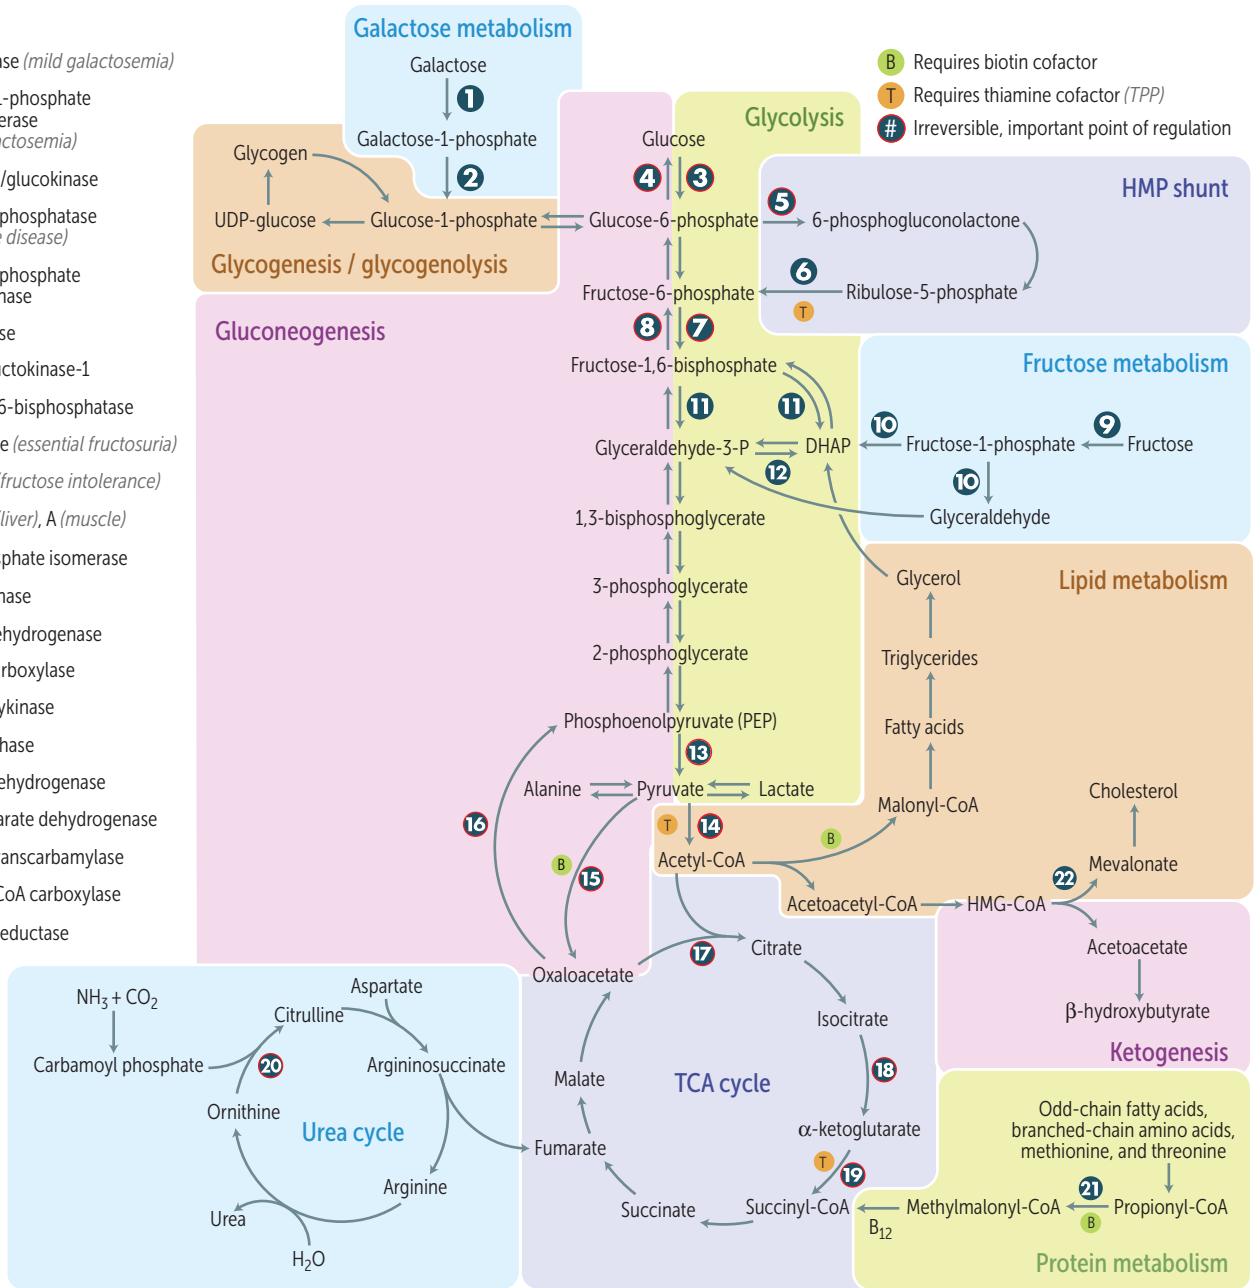 ase (mild galactosemia)
1-phosphate
erase
actosemia)
/glucokinase
phosphatase
e disease)
phosphate
nase
se
uctokinase-1
6-bisphosphatase
e (essential fructosuria)
(fructose intolerance)
(liver), A (muscle)
sphate isomerase
nase
ehydrogenase
rboxylase
ykinase
hase
ehydrogenase
arate dehydrogenase
ranscarbamylase
CoA carboxylase
eductase
B Requires biotin cofactor
T Requires thiamine cofactor (TPP)
# Irreversible, important point of regulation
Galactose metabolism
Galactose
1
Galactose-1-phosphate
2
Glycogen
UDP-glucose
Glucose-1-phosphate
Glycogenesis / glycogenolysis
Gluconeogenesis
Glycolysis
Glucose
4
3
Glucose-6-phosphate
Fructose-6-phosphate
8
7
Fructose-1,6-bisphosphate
11
11
Glyceraldehyde-3-P
DHAP
12
1,3-bisphosphoglycerate
3-phosphoglycerate
2-phosphoglycerate
Phosphoenolpyruvate (PEP)
13
Alanine
Pyruvate
Lactate
HMP shunt
5
6-phosphogluconolactone
6
T
Ribulose-5-phosphate
Fructose metabolism
10
Fructose-1-phosphate
9
Fructose
10
Glyceraldehyde
Lipid metabolism
Glycerol
Triglycerides
Fatty acids
Malonyl-CoA
Cholesterol
Mevalonate
T
14
B
Acetyl-CoA
Acetoacetyl-CoA
HMG-CoA
22
16
B
15
Acetoacetate
β-hydroxybutyrate
Ketogenesis
17
Oxaloacetate
Citrate
Isocitrate
18
α-ketoglutarate
T
19
Succinyl-CoA
Succinate
Fumarate
Malate
TCA cycle
NH3 + CO2
Carbamoyl phosphate
20
Citrulline
Aspartate
Argininosuccinate
Ornithine
Urea cycle
Arginine
Urea
H2O
Odd-chain fatty acids,
branched-chain amino acids,
methionine, and threonine
21
Methylmalonyl-CoA
Propionyl-CoA
B12
B
Protein metabolism